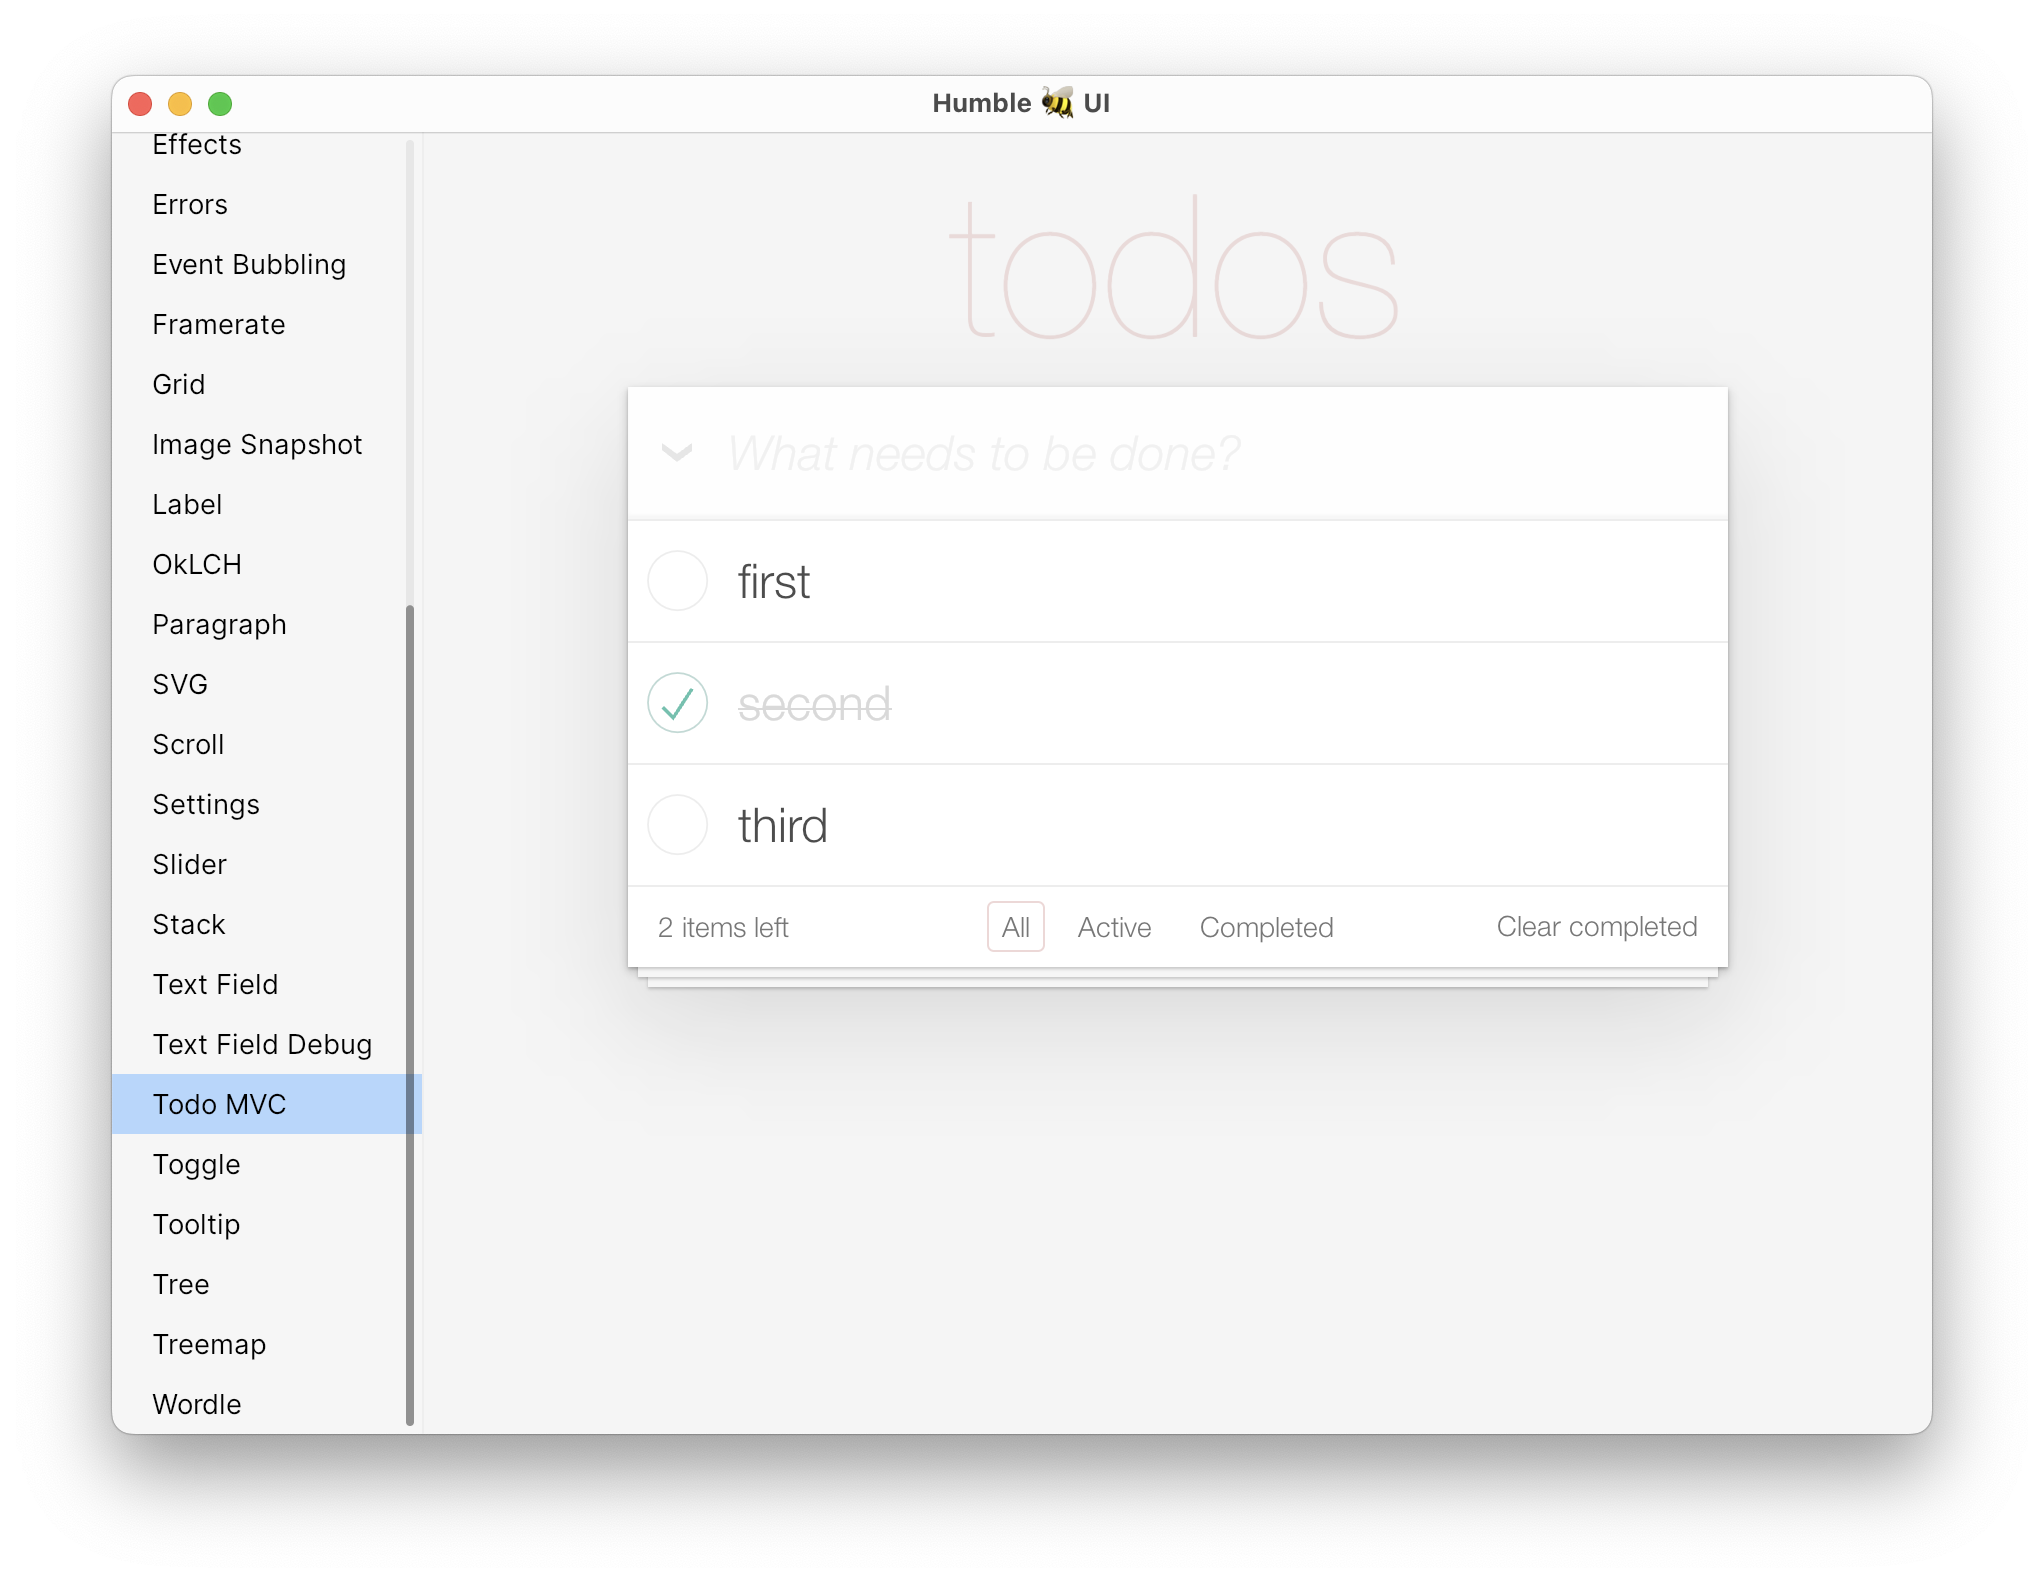 Humble 🐝 UI
Effects
Errors
Event Bubbling
Framerate
Grid
Image Snapshot
Label
OkLCH
Paragraph
SVG
Scroll
Settings
Slider
Stack
Text Field
Text Field Debug
Todo MVC
Toggle
Tooltip
Tree
Treemap
Wordle
todos
What needs to be done?
first
second
third
2 items left All Active Completed Clear completed